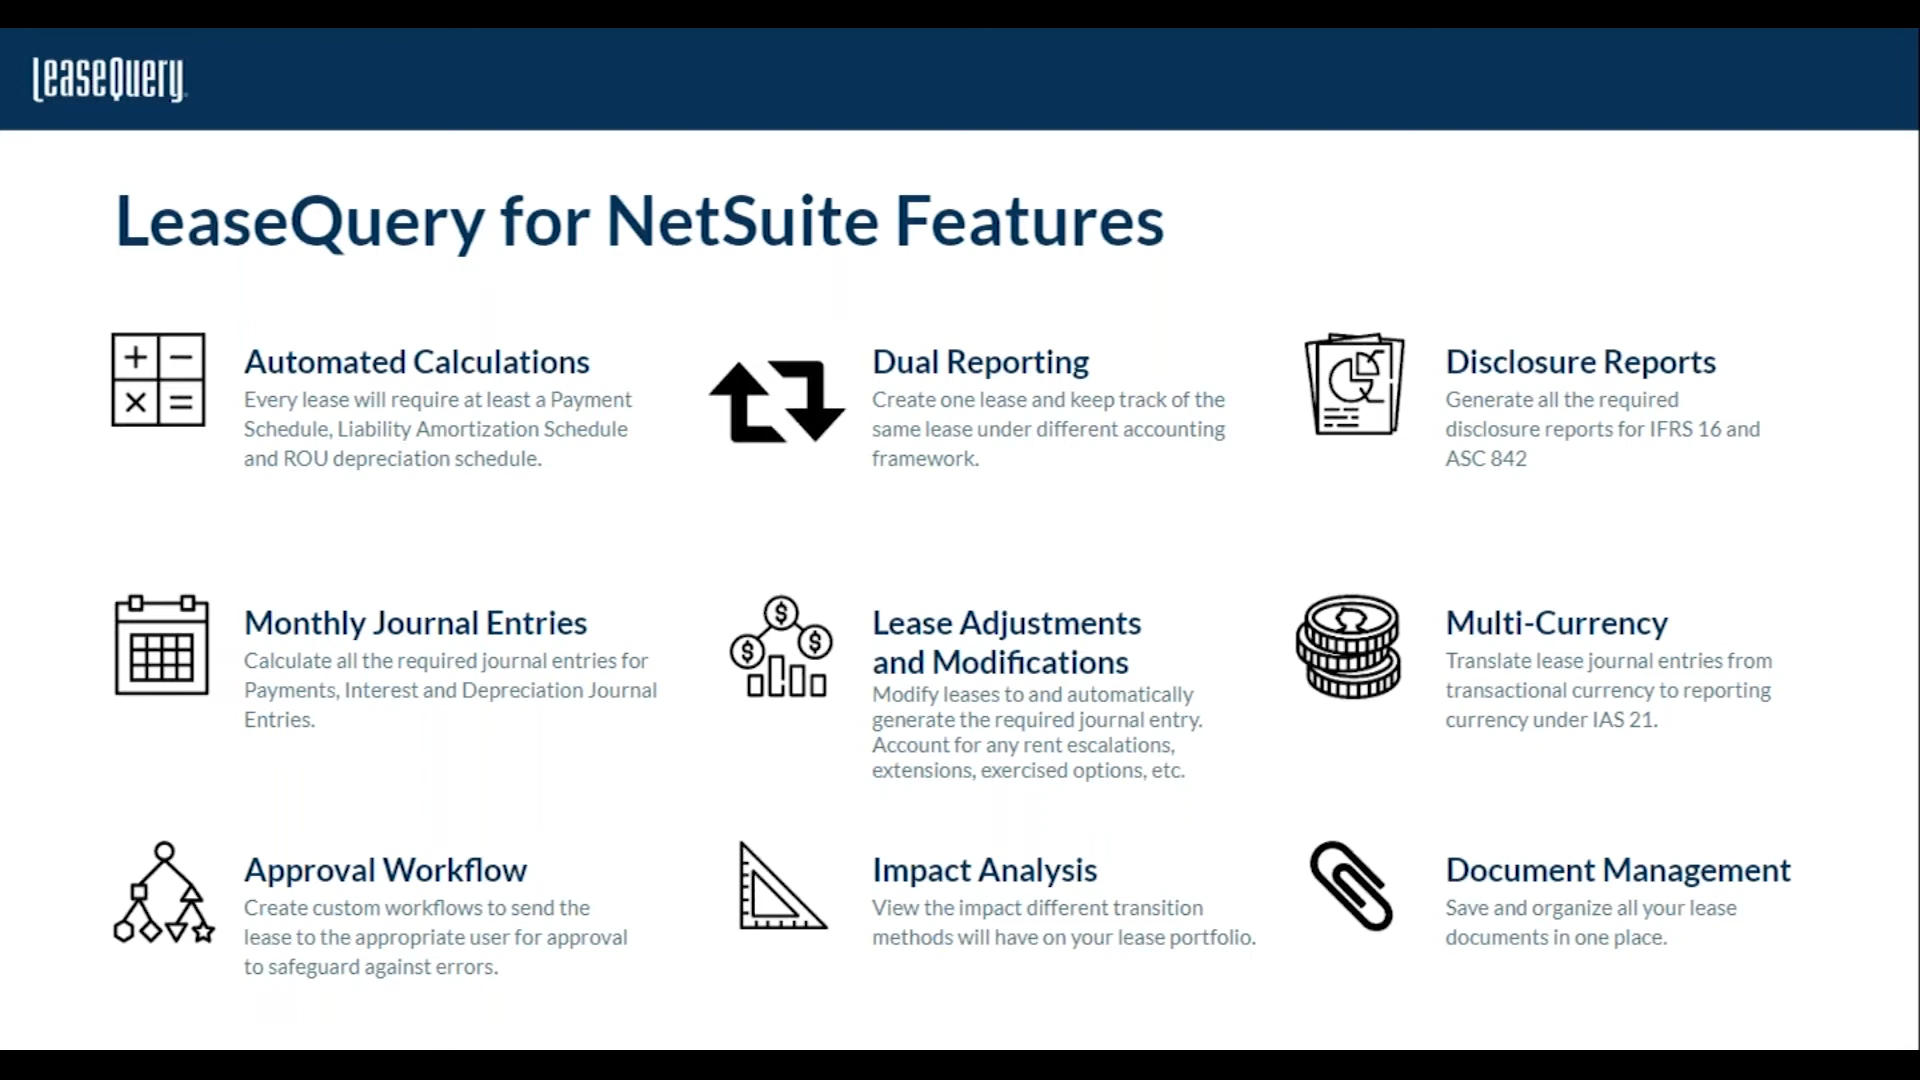 LeaseQuery
LeaseQuery for NetSuite Features
Automated Calculations
Every lease will require at least a Payment
Schedule, Liability Amortization Schedule
and ROU depreciation schedule.
Dual Reporting
Create one lease and keep track of the
same lease under different accounting
framework.
Disclosure Reports
Generate all the required
disclosure reports for IFRS 16 and
ASC 842
Monthly Journal Entries
Calculate all the required journal entries for
Payments, Interest and Depreciation Journal
Entries.
Lease Adjustments
and Modifications
Modify leases to and automatically
generate the required journal entry.
Account for any rent escalations,
extensions, exercised options, etc.
Multi-Currency
Translate lease journal entries from
transactional currency to reporting
currency under IAS 21.
Approval Workflow
Create custom workflows to send the
lease to the appropriate user for approval
to safeguard against errors.
Impact Analysis
View the impact different transition
methods will have on your lease portfolio.
Document Management
Save and organize all your lease
documents in one place.